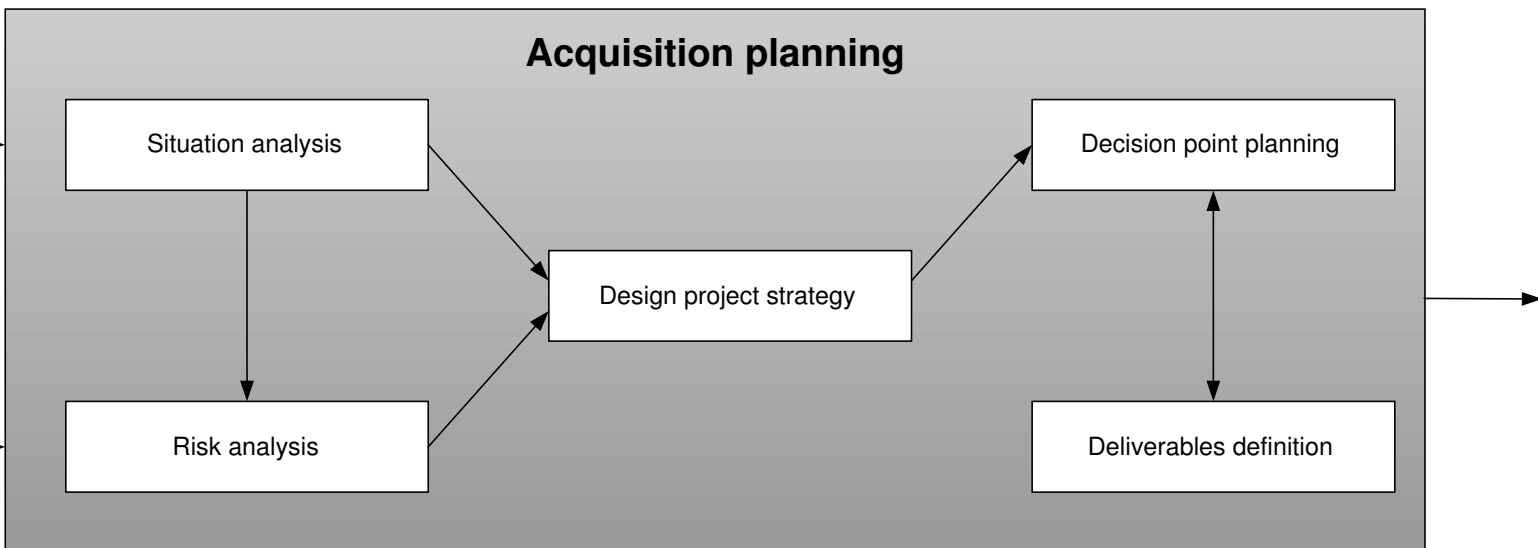 Acquisition planning
Situation analysis
Decision point planning
Design project strategy
Risk analysis
Deliverables definition